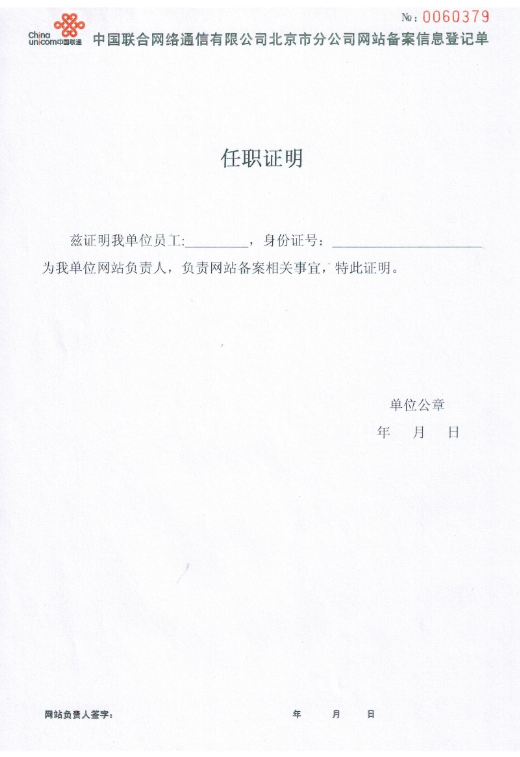 №: 0060379
China
unicom中国联通
中国联合网络通信有限公司北京市分公司网站备案信息登记单
任职证明
兹证明我单位员工:_________，身份证号：_____________________
为我单位网站负责人，负责网站备案相关事宜，特此证明。
单位公章
年 月 日
网站负责人签字： 年 月 日